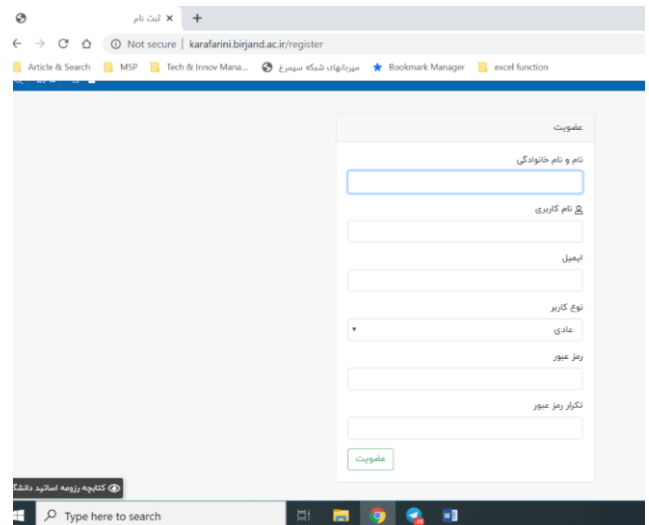 ثبت نام
Not secure | karafarini.birjand.ac.ir/register
Article & Search
MSP
Tech & Innov Mana...
میزبانهای شبکه سیمرغ
Bookmark Manager
excel function
عضویت
نام و نام خانوادگی
نام کاربری
ایمیل
نوع کاربر
عادی
رمز عبور
تکرار رمز عبور
عضویت
کتابچه رزومه اساتید
Type here to search